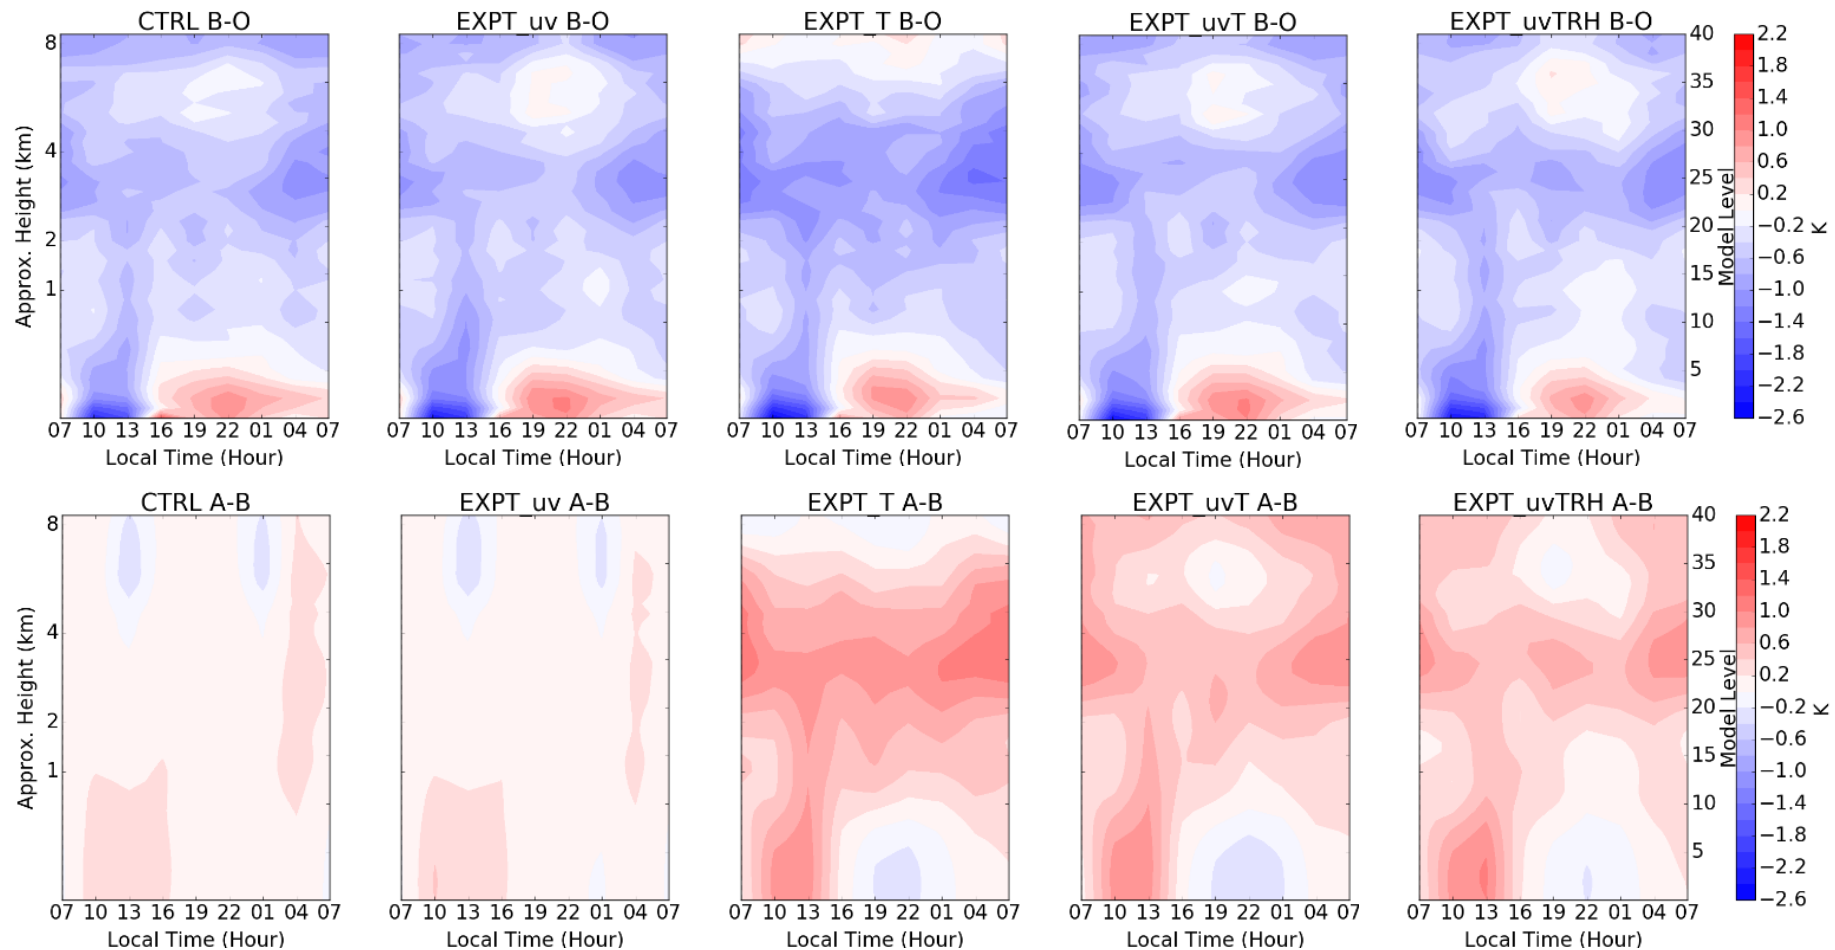 CTRL B-O EXPT_uv B-O EXPT_T B-O EXPT_uvT B-O EXPT_uvTRH B-O
8
4
2
1
Approx. Height (km)
07 10 13 16 19 22 01 04 07
Local Time (Hour)
07 10 13 16 19 22 01 04 07
Local Time (Hour)
07 10 13 16 19 22 01 04 07
Local Time (Hour)
07 10 13 16 19 22 01 04 07
Local Time (Hour)
07 10 13 16 19 22 01 04 07
Local Time (Hour)
40
35
30
25
20
15
10
5
Model Level
2.2
1.8
1.4
1.0
0.6
0.2
−0.2
−0.6
−1.0
−1.4
−1.8
−2.2
−2.6
K
CTRL A-B EXPT_uv A-B EXPT_T A-B EXPT_uvT A-B EXPT_uvTRH A-B
8
4
2
1
Approx. Height (km)
07 10 13 16 19 22 01 04 07
Local Time (Hour)
07 10 13 16 19 22 01 04 07
Local Time (Hour)
07 10 13 16 19 22 01 04 07
Local Time (Hour)
07 10 13 16 19 22 01 04 07
Local Time (Hour)
07 10 13 16 19 22 01 04 07
Local Time (Hour)
40
35
30
25
20
15
10
5
Model Level
2.2
1.8
1.4
1.0
0.6
0.2
−0.2
−0.6
−1.0
−1.4
−1.8
−2.2
−2.6
K